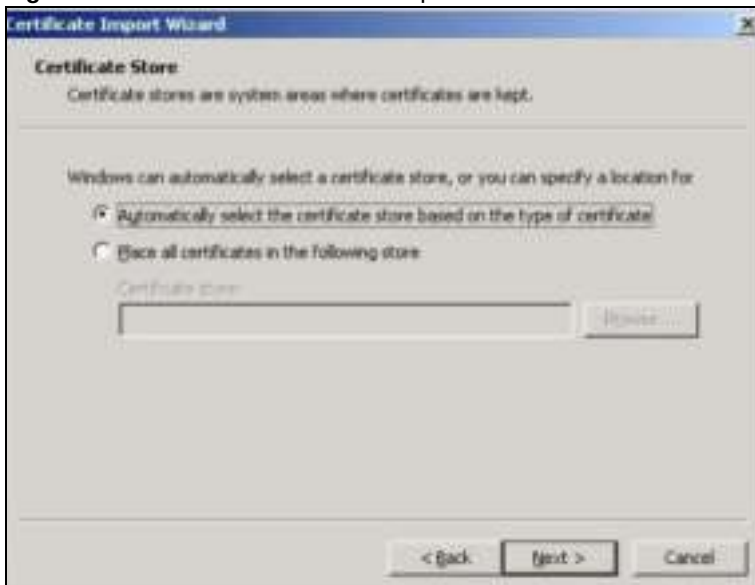 Certificate Import Wizard
Certificate Store
Certificate stores are system areas where certificates are kept.
Windows can automatically select a certificate store, or you can specify a location for
Automatically select the certificate store based on the type of certificate
Place all certificates in the following store
Certificate store:
Browse...
< Back
Next >
Cancel